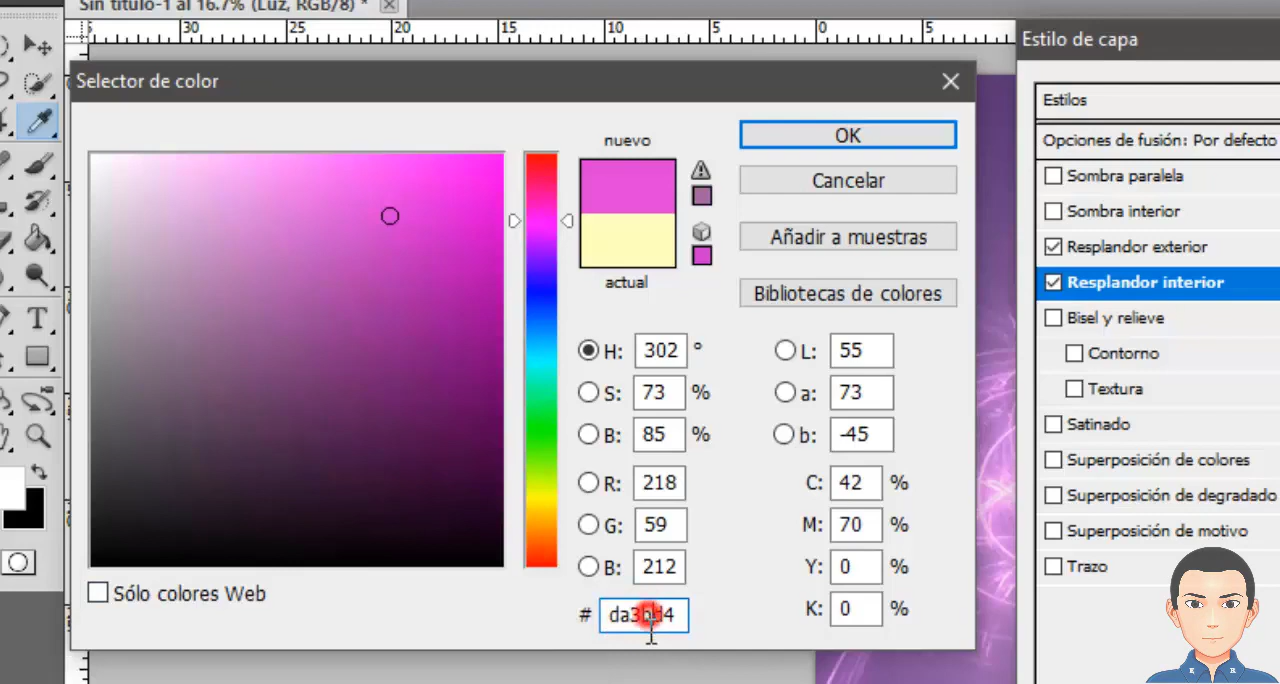 Sin título-1 al 16.7% (Luz, RGB/8) *
30 25 20 15 10 5 0 5
Selector de color
nuevo
actual
OK
Cancelar
Añadir a muestras
Bibliotecas de colores
H: 302 °
S: 73 %
B: 85 %
R: 218
G: 59
B: 212
# da3bd4
L: 55
a: 73
b: -45
C: 42 %
M: 70 %
Y: 0 %
K: 0 %
Sólo colores Web
Estilo de capa
Estilos
Opciones de fusión: Por defecto
Sombra paralela
Sombra interior
Resplandor exterior
Resplandor interior
Bisel y relieve
Contorno
Textura
Satinado
Superposición de colores
Superposición de degradado
Superposición de motivo
Trazo
K R